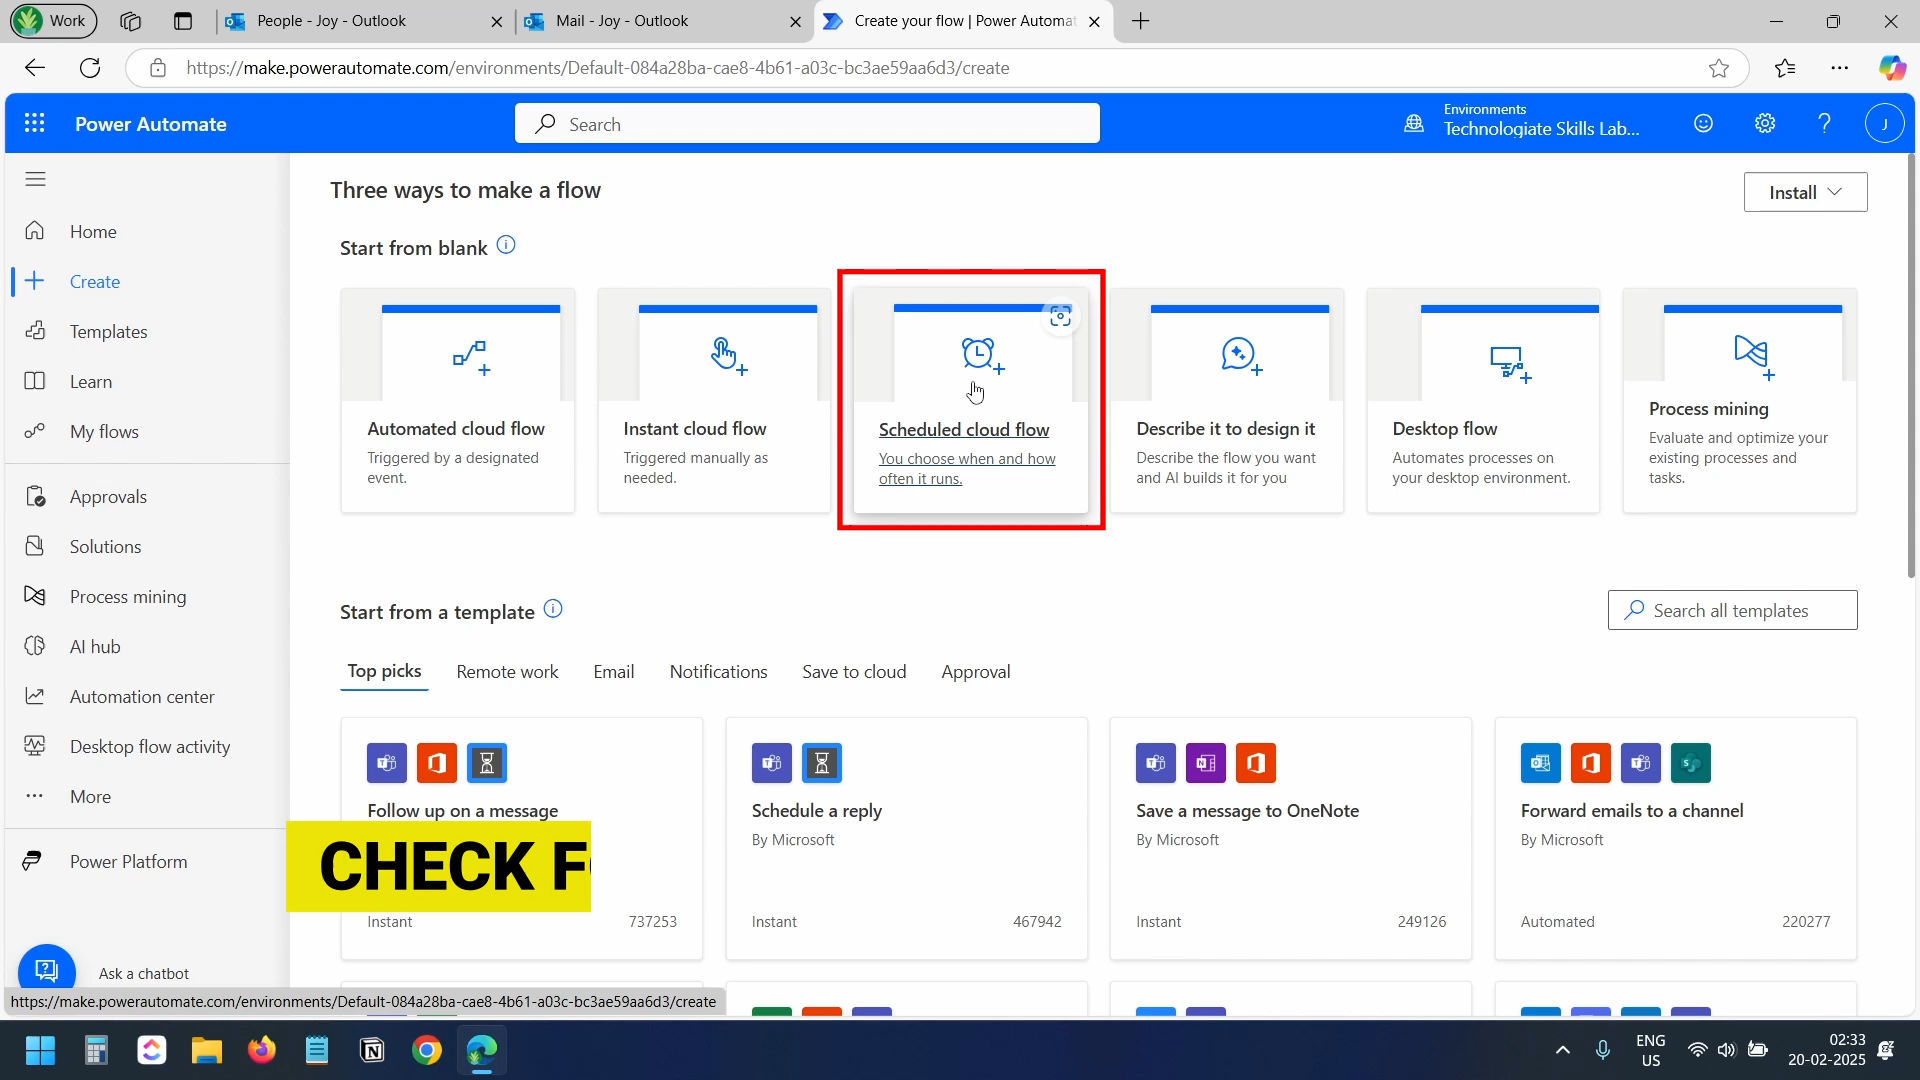 Work
People - Joy - Outlook
Mail - Joy - Outlook
Create your flow | Power Automat
https://make.powerautomate.com/environments/Default-084a28ba-cae8-4b61-a03c-bc3ae59aa6d3/create
Power Automate
Search
Environments
Technologiate Skills Lab...
J
Three ways to make a flow
Install
Home
Create
Templates
Learn
My flows
Approvals
Solutions
Process mining
AI hub
Automation center
Desktop flow activity
More
Power Platform
Ask a chatbot
Start from blank
Automated cloud flow
Triggered by a designated
event.
Instant cloud flow
Triggered manually as
needed.
Scheduled cloud flow
You choose when and how
often it runs.
Describe it to design it
Describe the flow you want
and AI builds it for you
Desktop flow
Automates processes on
your desktop environment.
Process mining
Evaluate and optimize your
existing processes and
tasks.
Start from a template
Search all templates
Top picks
Remote work
Email
Notifications
Save to cloud
Approval
Follow up on a message
Instant
737253
Schedule a reply
By Microsoft
Instant
467942
Save a message to OneNote
By Microsoft
Instant
249126
Forward emails to a channel
By Microsoft
Automated
220277
CHECK F
https://make.powerautomate.com/environments/Default-084a28ba-cae8-4b61-a03c-bc3ae59aa6d3/create
ENG
US
02:33
20-02-2025